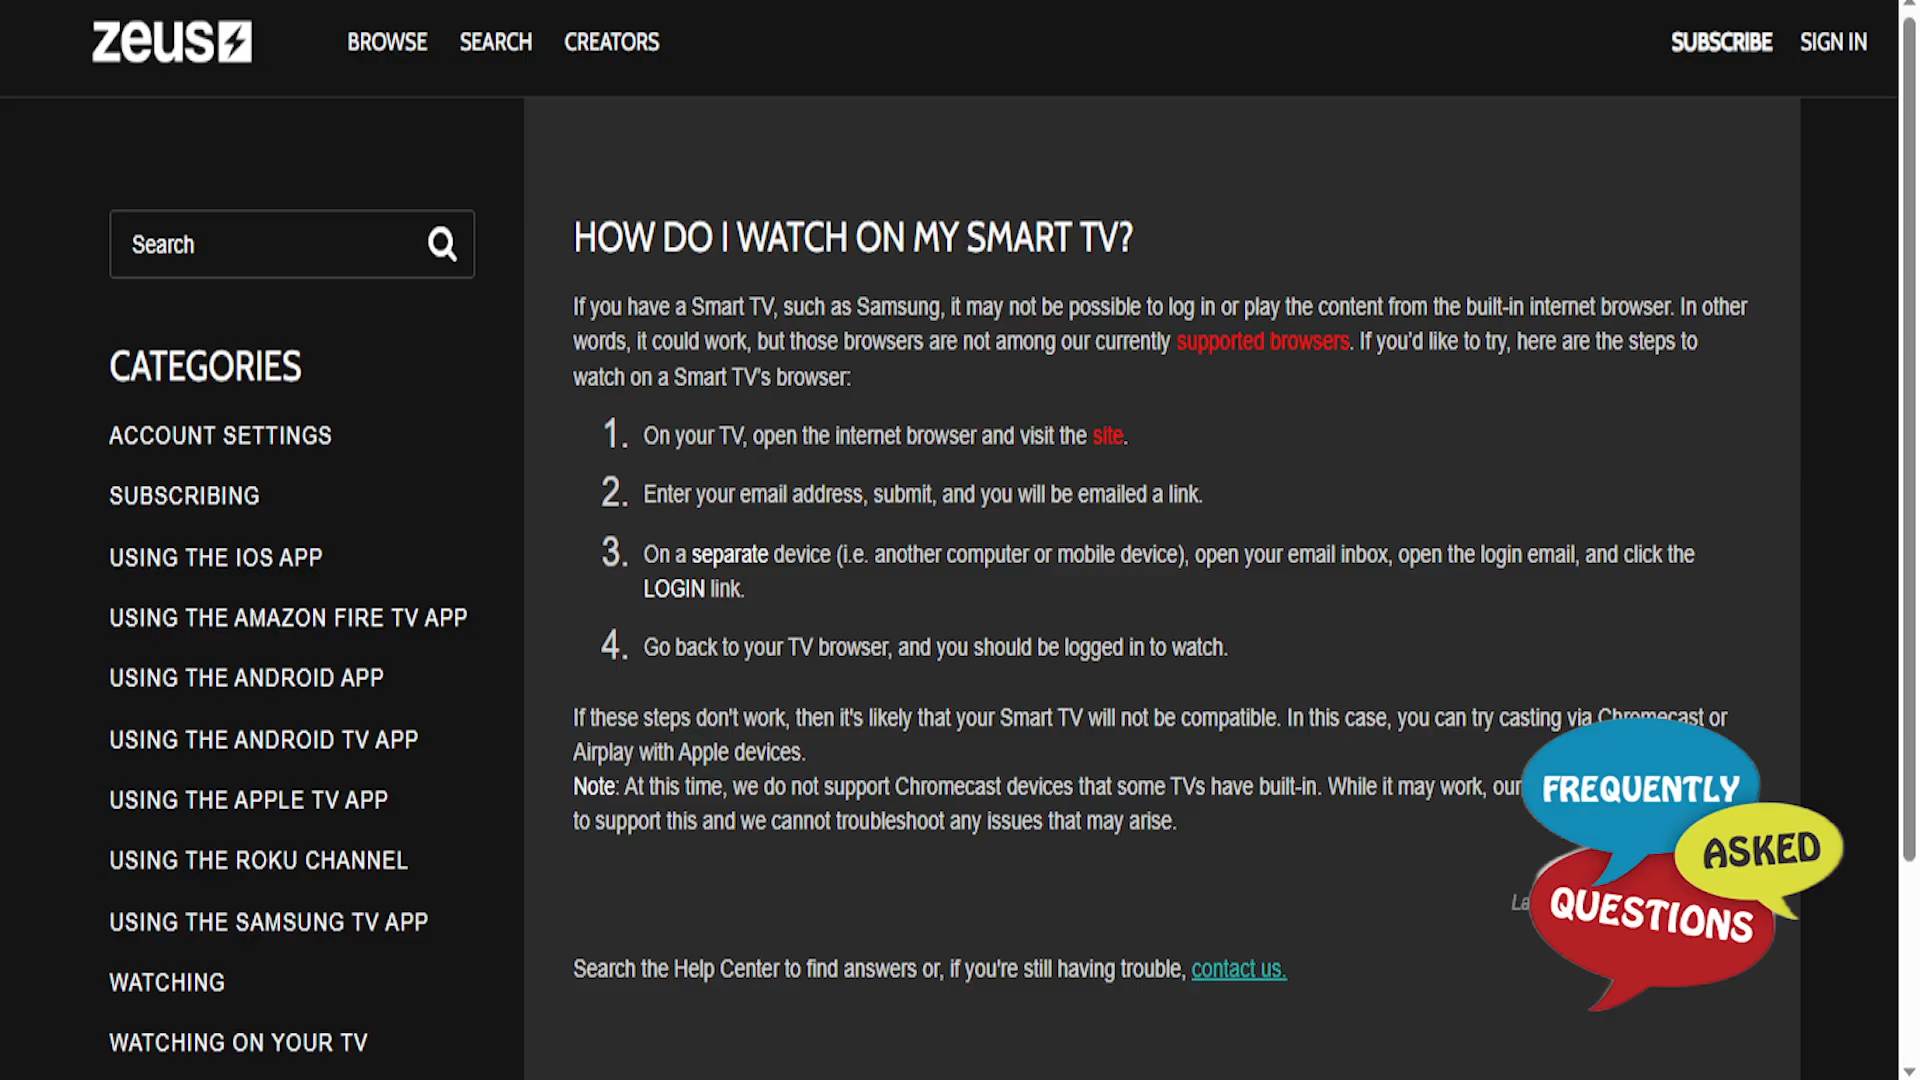 zeus
BROWSE SEARCH CREATORS
SUBSCRIBE SIGN IN
Search
CATEGORIES
ACCOUNT SETTINGS
SUBSCRIBING
USING THE IOS APP
USING THE AMAZON FIRE TV APP
USING THE ANDROID APP
USING THE ANDROID TV APP
USING THE APPLE TV APP
USING THE ROKU CHANNEL
USING THE SAMSUNG TV APP
WATCHING
WATCHING ON YOUR TV
HOW DO I WATCH ON MY SMART TV?
If you have a Smart TV, such as Samsung, it may not be possible to log in or play the content from the built-in internet browser. In other
words, it could work, but those browsers are not among our currently supported browsers. If you'd like to try, here are the steps to
watch on a Smart TV's browser:
1. On your TV, open the internet browser and visit the site.
2. Enter your email address, submit, and you will be emailed a link.
3. On a separate device (i.e. another computer or mobile device), open your email inbox, open the login email, and click the
LOGIN link.
4. Go back to your TV browser, and you should be logged in to watch.
If these steps don't work, then it's likely that your Smart TV will not be compatible. In this case, you can try casting via Chromecast or
Airplay with Apple devices.
Note: At this time, we do not support Chromecast devices that some TVs have built-in. While it may work, our
to support this and we cannot troubleshoot any issues that may arise.
Search the Help Center to find answers or, if you're still having trouble, contact us.
FREQUENTLY
ASKED
QUESTIONS